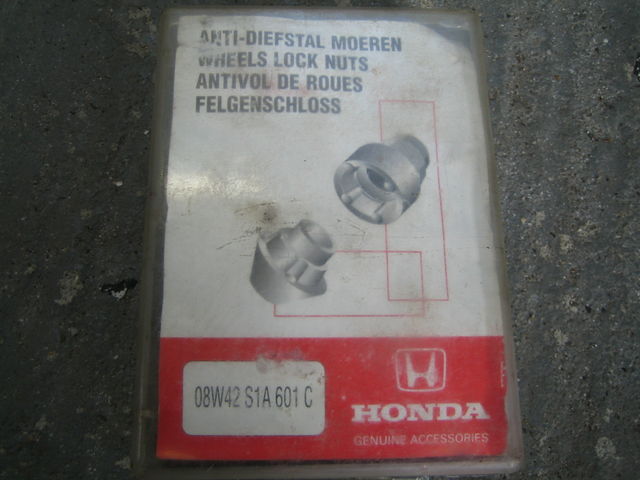 ANTI-DIEFSTAL MOEREN
WHEELS LOCK NUTS
ANTIVOL DE ROUES
FELGENSCHLOSS
08W42 S1A 601 C
HONDA
GENUINE ACCESSORIES